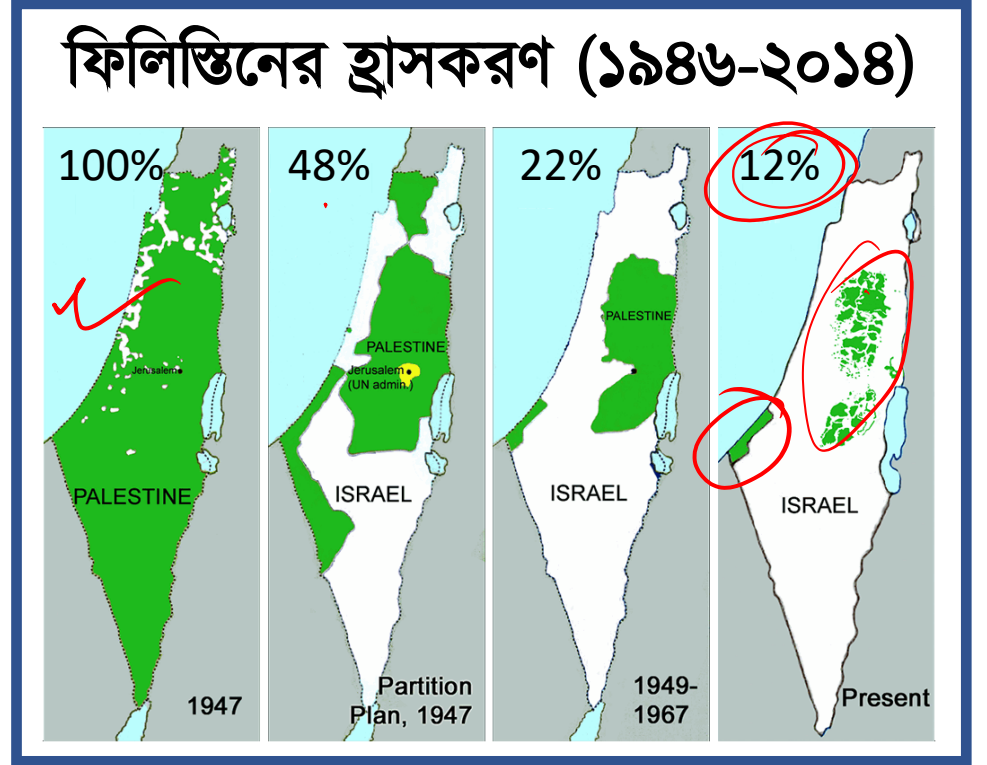 ফিলিস্তিনের হ্রাসকরণ (১৯৪৬-২০১৪)
100%
Jerusalem
PALESTINE
1947
48%
PALESTINE
Jerusalem
(UN admin.)
ISRAEL
Partition
Plan, 1947
22%
PALESTINE
ISRAEL
1949-
1967
12%
ISRAEL
Present